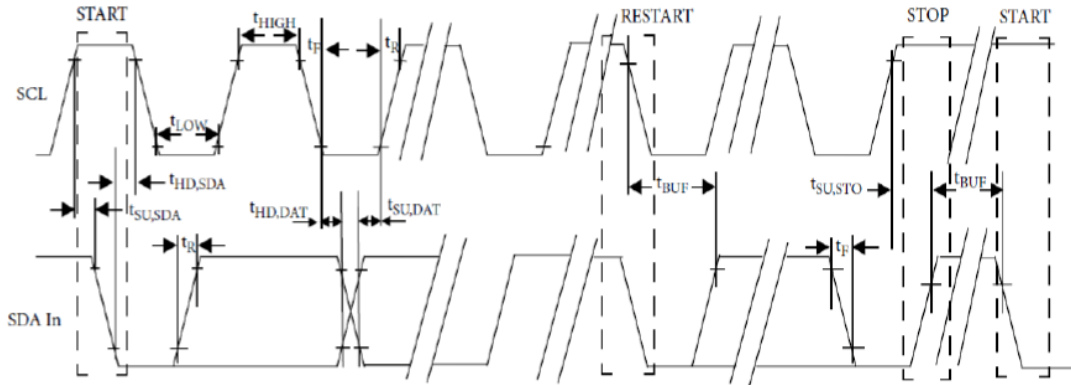 START RESTART STOP START
tHIGH
tF tR
SCL
tLOW
tHD,SDA
tSU,SDA
tHD,DAT tSU,DAT
tBUF
tSU,STO
tBUF
tR
tF
SDA In